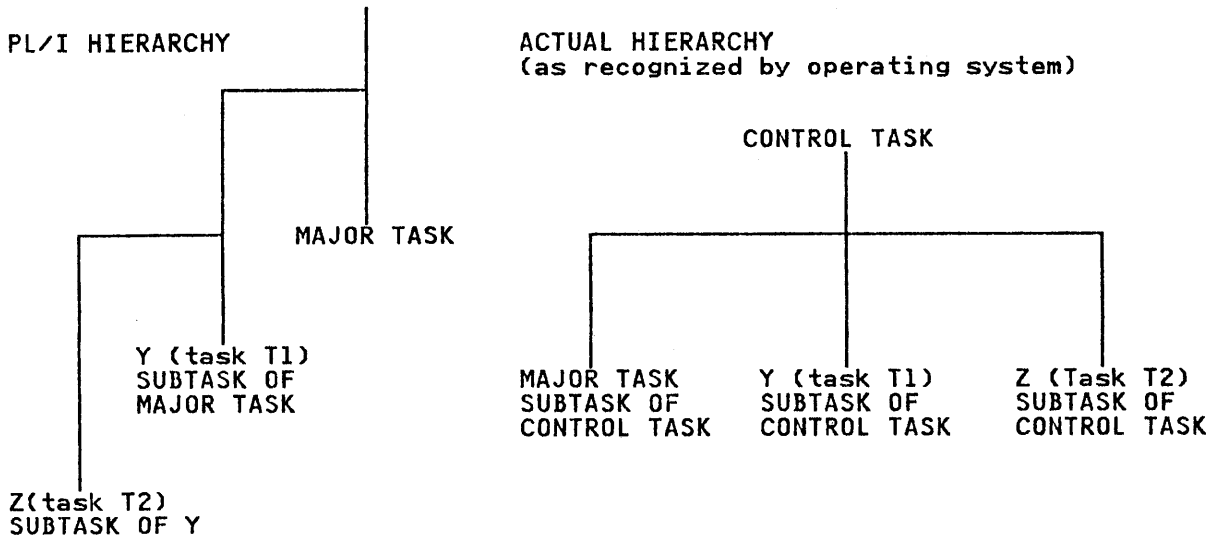 PL/I HIERARCHY
MAJOR TASK
Y (task T1)
SUBTASK OF
MAJOR TASK
Z(task T2)
SUBTASK OF Y
ACTUAL HIERARCHY
(as recognized by operating system)
CONTROL TASK
MAJOR TASK
SUBTASK OF
CONTROL TASK
Y (task T1)
SUBTASK OF
CONTROL TASK
Z (Task T2)
SUBTASK OF
CONTROL TASK